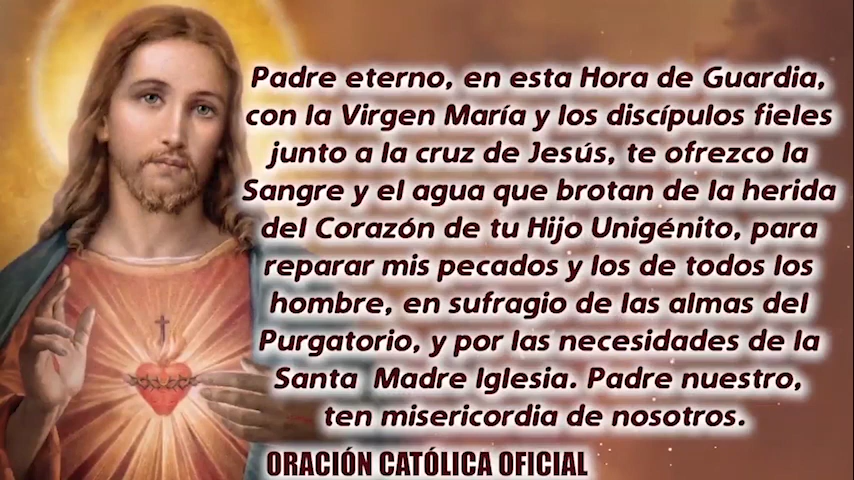 Padre eterno, en esta Hora de Guardia,
con la Virgen María y los discípulos fieles
junto a la cruz de Jesús, te ofrezco la
Sangre y el agua que brotan de la herida
del Corazón de tu Hijo Unigénito, para
reparar mis pecados y los de todos los
hombre, en sufragio de las almas del
Purgatorio, y por las necesidades de la
Santa Madre Iglesia. Padre nuestro,
ten misericordia de nosotros.
ORACIÓN CATÓLICA OFICIAL